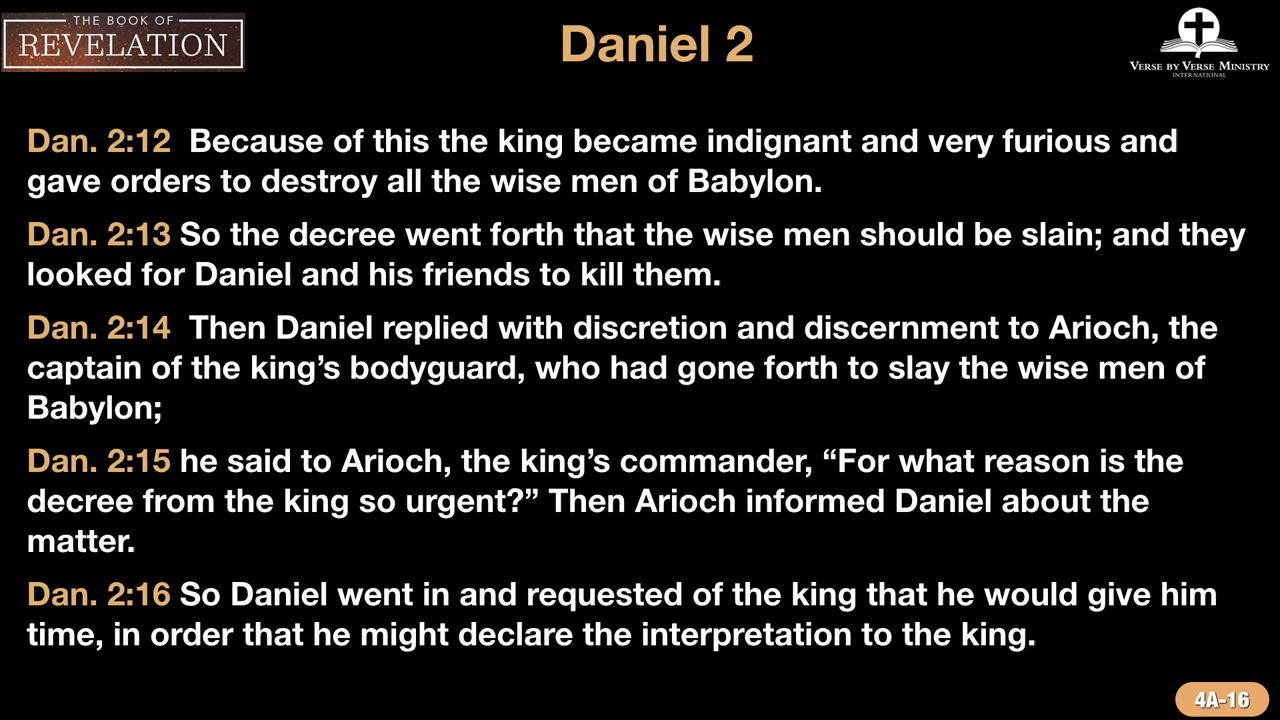 THE BOOK OF
REVELATION
Daniel 2
VERSE BY VERSE MINISTRY
INTERNATIONAL
Dan. 2:12  Because of this the king became indignant and very furious and
gave orders to destroy all the wise men of Babylon.
Dan. 2:13 So the decree went forth that the wise men should be slain; and they
looked for Daniel and his friends to kill them.
Dan. 2:14  Then Daniel replied with discretion and discernment to Arioch, the
captain of the king’s bodyguard, who had gone forth to slay the wise men of
Babylon;
Dan. 2:15 he said to Arioch, the king’s commander, “For what reason is the
decree from the king so urgent?” Then Arioch informed Daniel about the
matter.
Dan. 2:16 So Daniel went in and requested of the king that he would give him
time, in order that he might declare the interpretation to the king.
4A-16